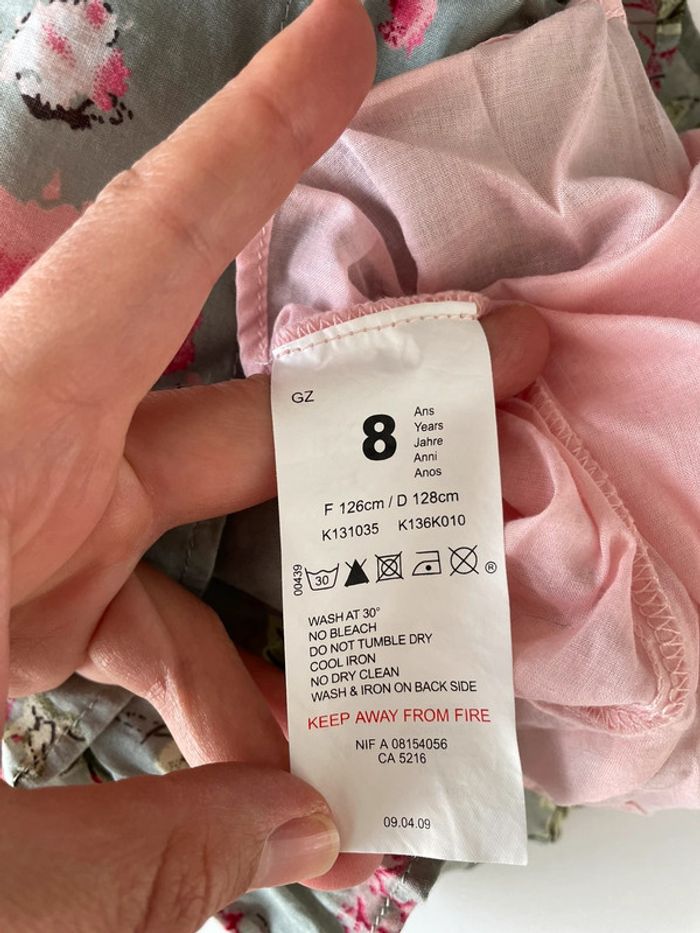 GZ
8
Ans
Years
Jahre
Anni
Anos
F 126cm / D 128cm
K131035 K136K010
00439
30
®
WASH AT 30°
NO BLEACH
DO NOT TUMBLE DRY
COOL IRON
NO DRY CLEAN
WASH & IRON ON BACK SIDE
KEEP AWAY FROM FIRE
NIF A 08154056
CA 5216
09.04.09